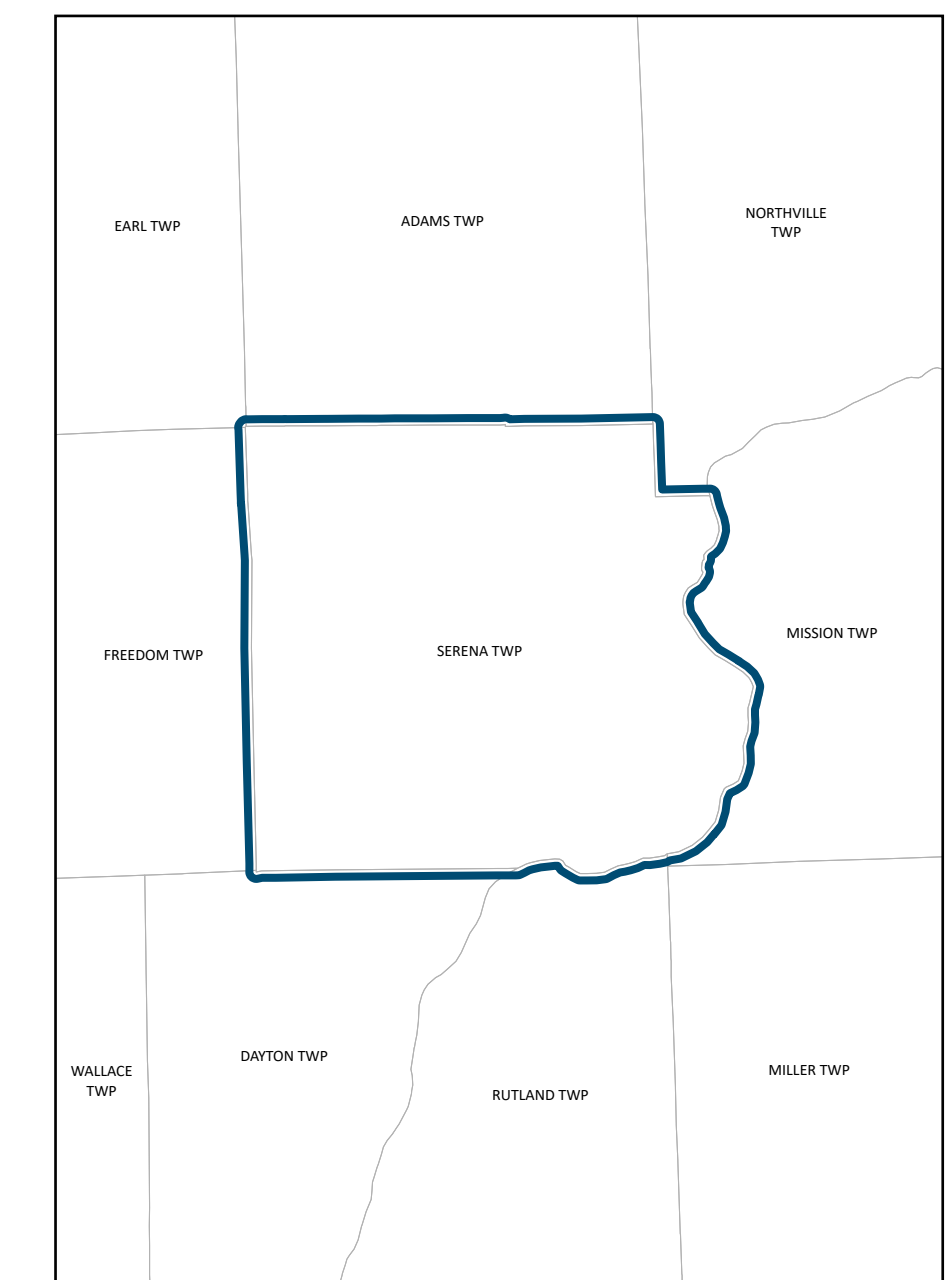 EARL TWP
ADAMS TWP
NORTHVILLE
TWP
FREEDOM TWP
SERENA TWP
MISSION TWP
WALLACE
TWP
DAYTON TWP
RUTLAND TWP
MILLER TWP